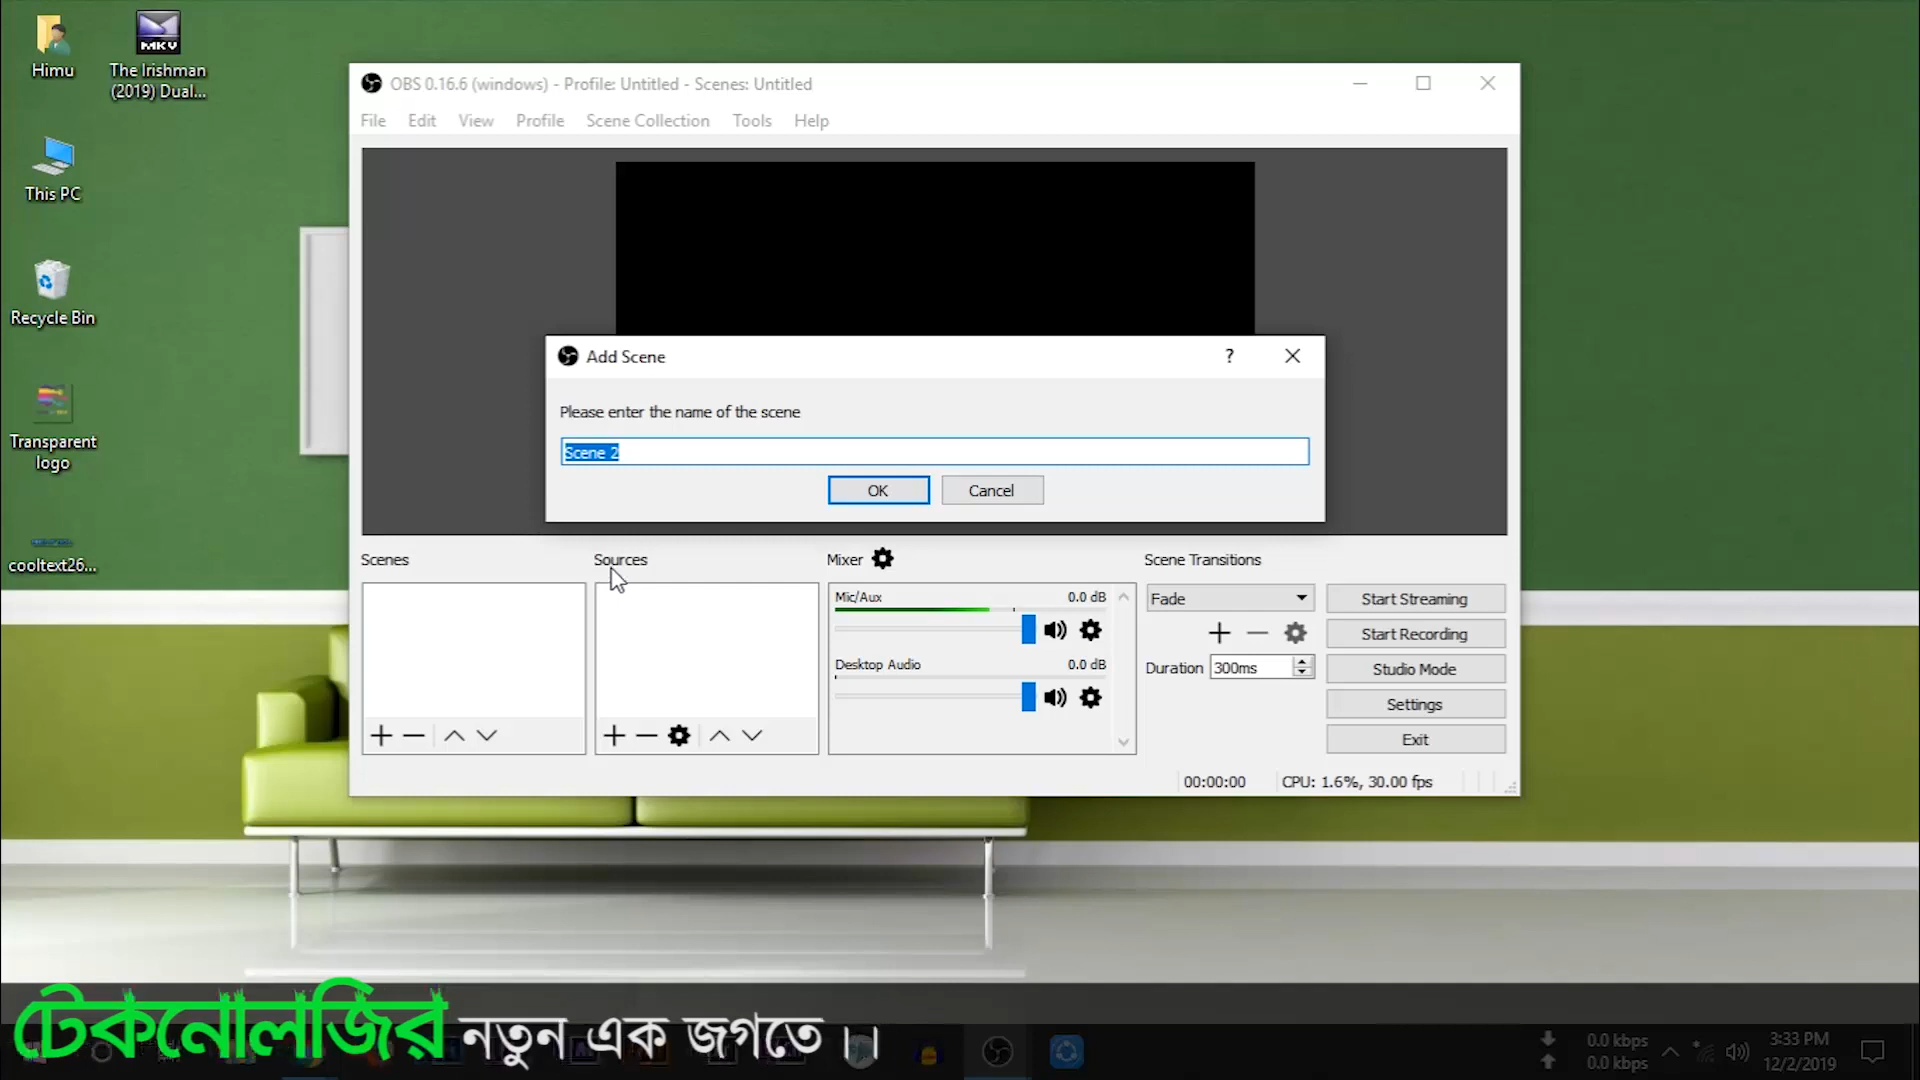 Himu
The Irishman
(2019) Dual...
This PC
Recycle Bin
Transparent
logo
cooltext26...
OBS 0.16.6 (windows) - Profile: Untitled - Scenes: Untitled
File Edit View Profile Scene Collection Tools Help
Add Scene
?
Please enter the name of the scene
Scene 2
OK Cancel
Scenes Sources Mixer Scene Transitions
Mic/Aux 0.0 dB
Desktop Audio 0.0 dB
Fade
Duration 300ms
Start Streaming
Start Recording
Studio Mode
Settings
Exit
00:00:00 CPU: 1.6%, 30.00 fps
টেকনোলজির নতুন এক জগতে ।।
0.0 kbps
0.0 kbps
3:33 PM
12/2/2019
MKV